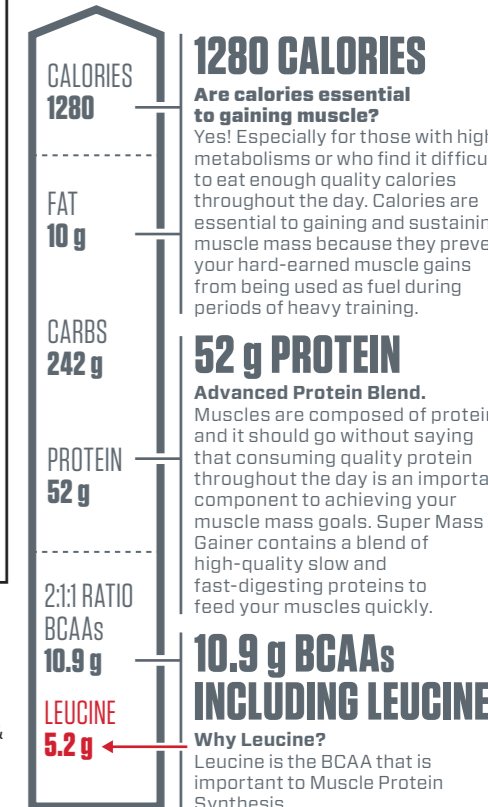 CALORIES
1280
FAT
10 g
CARBS
242 g
PROTEIN
52 g
2:1:1 RATIO
BCAAs
10.9 g
LEUCINE
5.2 g
&
1280 CALORIES
Are calories essential
to gaining muscle?
Yes! Especially for those with high
metabolisms or who find it difficu
to eat enough quality calories
throughout the day. Calories are
essential to gaining and sustainin
muscle mass because they preve
your hard-earned muscle gains
from being used as fuel during
periods of heavy training.
52 g PROTEIN
Advanced Protein Blend.
Muscles are composed of protein
and it should go without saying
that consuming quality protein
throughout the day is an importa
component to achieving your
muscle mass goals. Super Mass
Gainer contains a blend of
high-quality slow and
fast-digesting proteins to
feed your muscles quickly.
10.9 g BCAAs
INCLUDING LEUCINE
Why Leucine?
Leucine is the BCAA that is
important to Muscle Protein
Synthesis